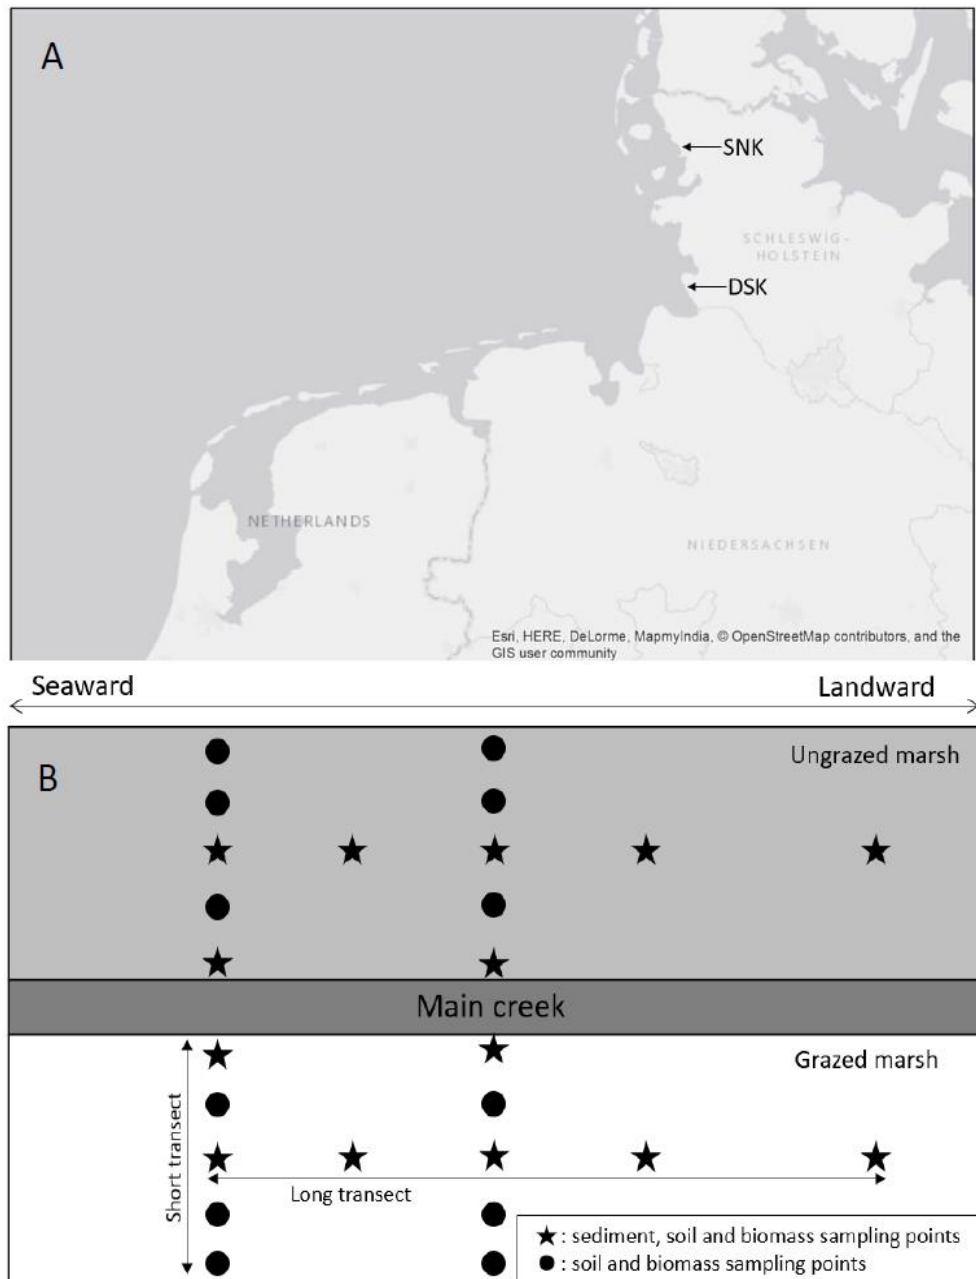 A
SNK
SCHLESWIG-
HOLSTEIN
DSK
NETHERLANDS
NIEDERSACHSEN
Esri, HERE, DeLorme, MapmyIndia, © OpenStreetMap contributors, and the
GIS user community
Seaward
Landward
Ungrazed marsh
B
Main creek
Grazed marsh
Short transect
Long transect
★ : sediment, soil and biomass sampling points
● : soil and biomass sampling points